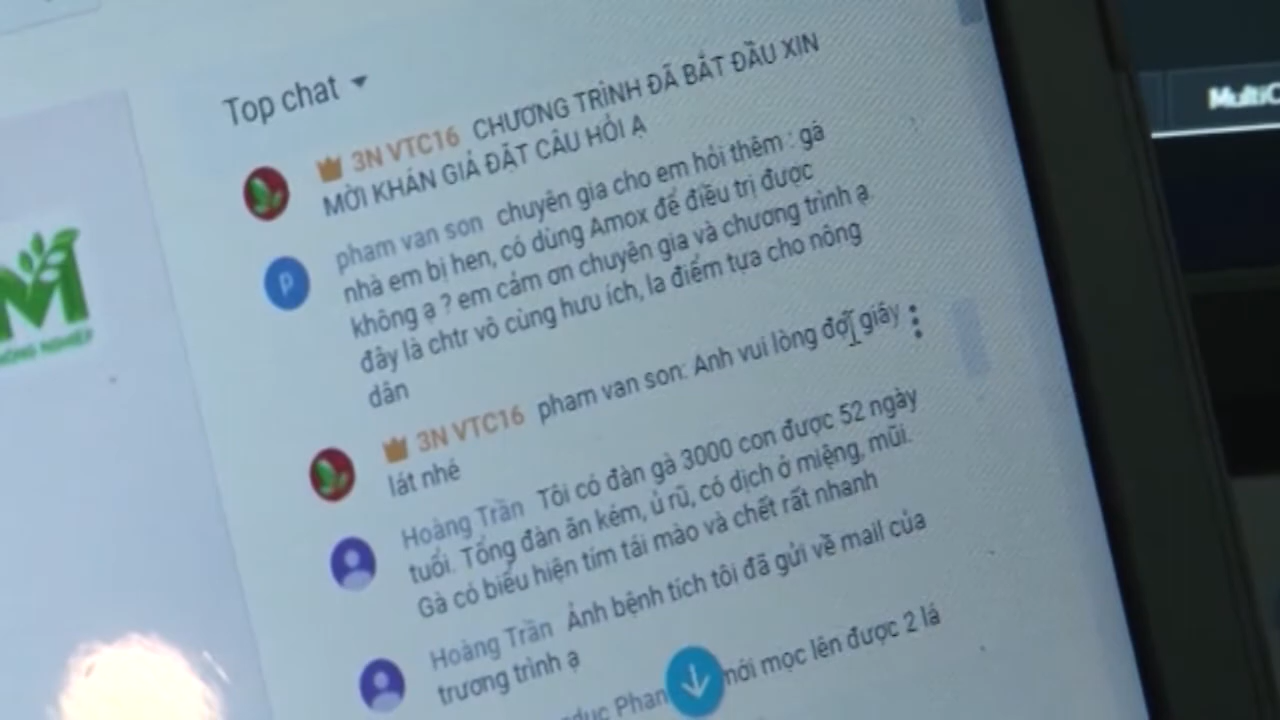 MultiC
Top chat
3N VTC16 CHƯƠNG TRÌNH ĐÃ BẮT ĐẦU XIN
MỜI KHÁN GIẢ ĐẶT CÂU HỎI Ạ
P
pham van son chuyên gia cho em hỏi thêm : gà
nhà em bị hen, có dùng Amox để điều trị được
không ạ ? em cảm ơn chuyên gia và chương trình ạ.
đây là chtr vô cùng hưu ích, la điểm tựa cho nông
dân
3N VTC16 pham van son: Anh vui lòng đợi giây
lát nhé
Hoàng Trần Tôi có đàn gà 3000 con được 52 ngày
tuổi. Tổng đàn ăn kém, ủ rũ, có dịch ở miệng, mũi.
Gà có biểu hiện tím tái mào và chết rất nhanh
Hoàng Trần Ảnh bệnh tích tôi đã gửi về mail của
trương trình ạ
Phan mới mọc lên được 2 lá
M
NÔNG NGHIỆP